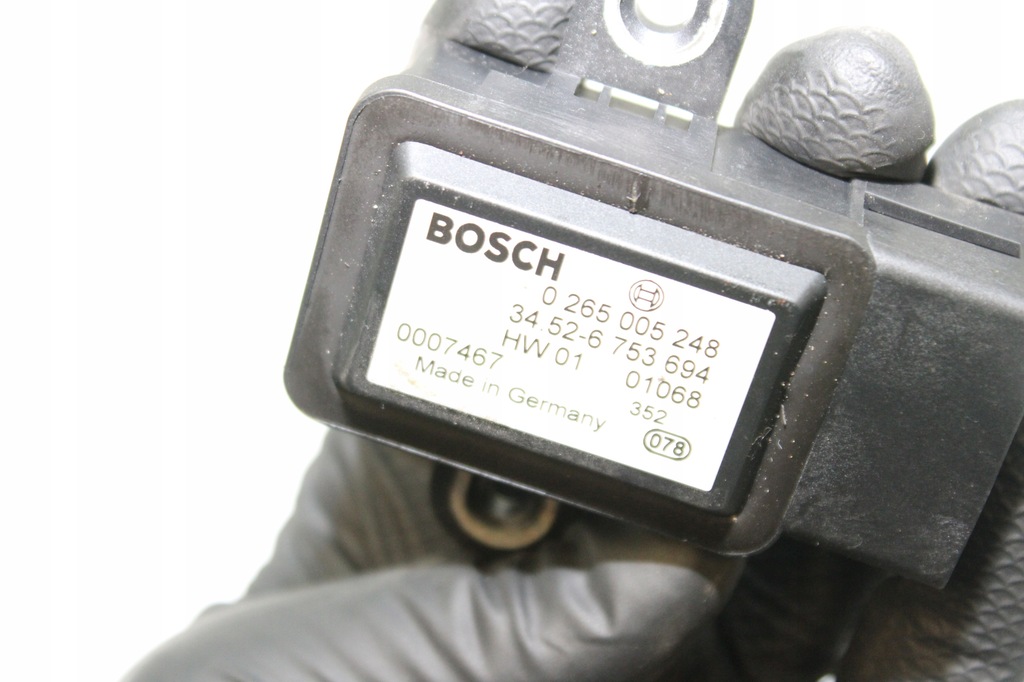 BOSCH
0 265 005 248
34.52-6 753 694
HW 01 01068
0007467 352
Made in Germany 078